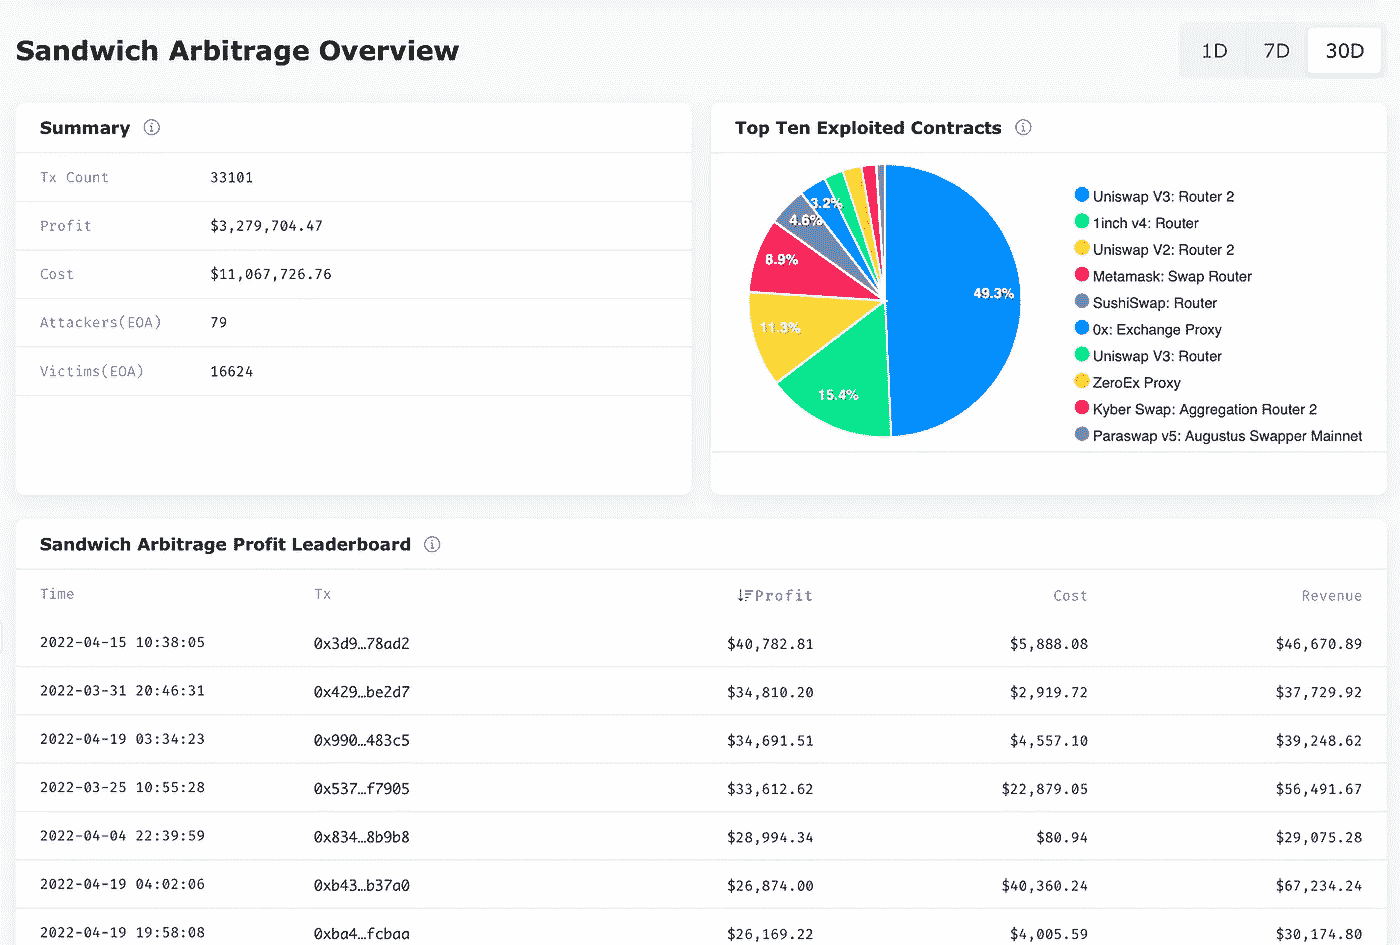 Sandwich Arbitrage Overview
1D 7D 30D
Summary
Tx Count 33101
Profit $3,279,704.47
Cost $11,067,726.76
Attackers(EOA) 79
Victims(EOA) 16624
Top Ten Exploited Contracts
3.2%
4.6%
8.9%
49.3%
11.3%
15.4%
Uniswap V3: Router 2
1inch v4: Router
Uniswap V2: Router 2
Metamask: Swap Router
SushiSwap: Router
0x: Exchange Proxy
Uniswap V3: Router
ZeroEx Proxy
Kyber Swap: Aggregation Router 2
Paraswap v5: Augustus Swapper Mainnet
Sandwich Arbitrage Profit Leaderboard
Time Tx Profit Cost Revenue
2022-04-15 10:38:05 0x3d9…78ad2 $40,782.81 $5,888.08 $46,670.89
2022-03-31 20:46:31 0x429…be2d7 $34,810.20 $2,919.72 $37,729.92
2022-04-19 03:34:23 0x990…483c5 $34,691.51 $4,557.10 $39,248.62
2022-03-25 10:55:28 0x537…f7905 $33,612.62 $22,879.05 $56,491.67
2022-04-04 22:39:59 0x834…8b9b8 $28,994.34 $80.94 $29,075.28
2022-04-19 04:02:06 0xb43…b37a0 $26,874.00 $40,360.24 $67,234.24
2022-04-19 19:58:08 0xba4…fcbaa $26,169.22 $4,005.59 $30,174.80